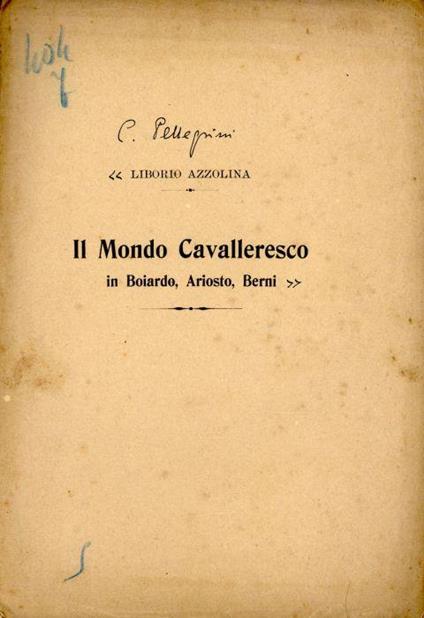 C. Pellegrini
« LIBORIO AZZOLINA
Il Mondo Cavalleresco
in Boiardo, Ariosto, Berni »